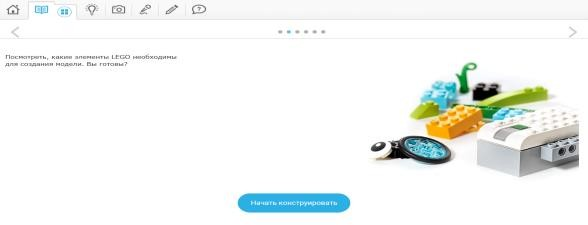 Посмотреть, какие элементы LEGO необходимы
для создания модели. Вы готовы?
Начать конструировать